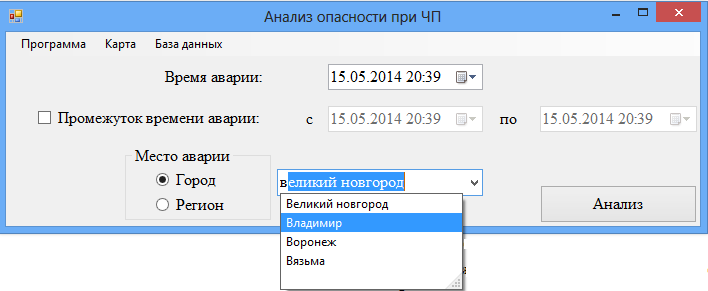 Анализ опасности при ЧП
Программа Карта База данных
Время аварии: 15.05.2014 20:39
Промежуток времени аварии: с 15.05.2014 20:39 по 15.05.2014 20:39
Место аварии
Город
великий новгород
Регион
Анализ
Великий новгород
Владимир
Воронеж
Вязьма